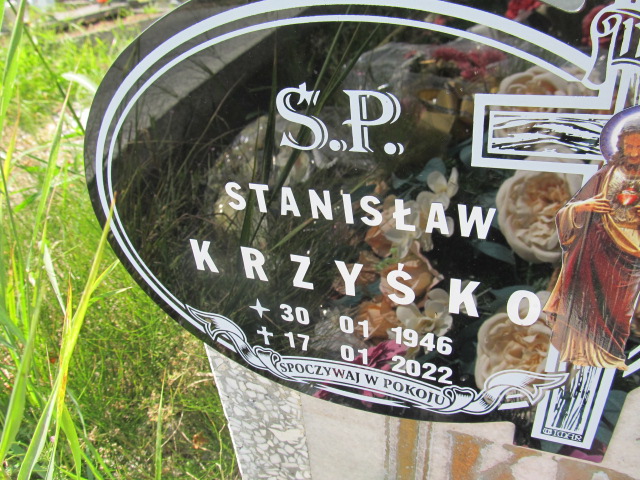 Ś.P.
STANISŁAW
KRZYŚKO
30 01 1946
17 01 2022
SPOCZYWAJ W POKOJU